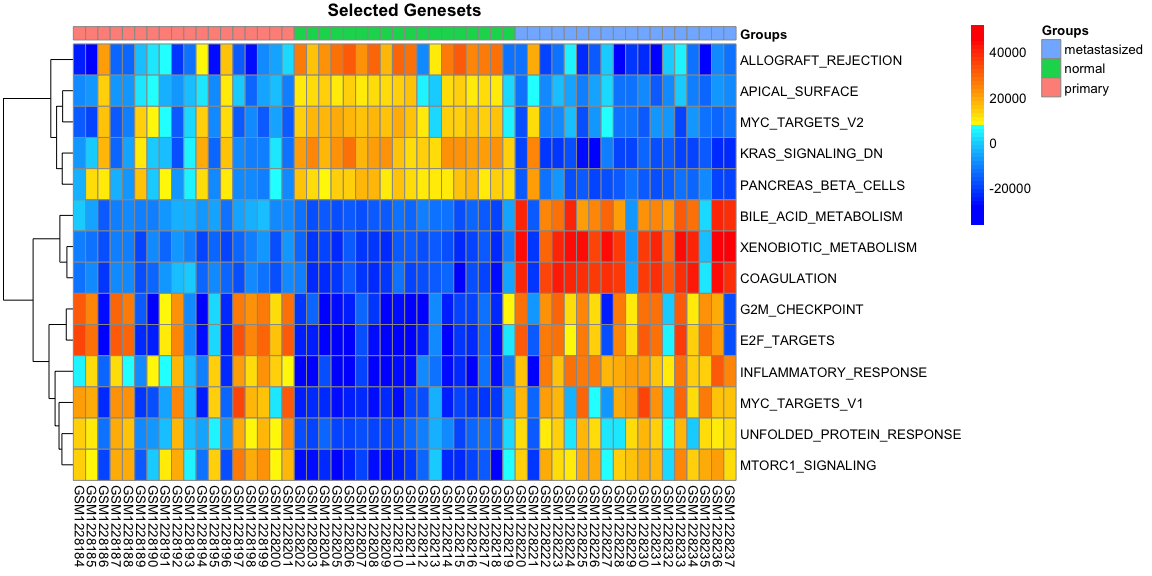 Selected Genesets
Groups
ALLOGRAFT_REJECTION
APICAL_SURFACE
MYC_TARGETS_V2
KRAS_SIGNALING_DN
PANCREAS_BETA_CELLS
BILE_ACID_METABOLISM
XENOBIOTIC_METABOLISM
COAGULATION
G2M_CHECKPOINT
E2F_TARGETS
INFLAMMATORY_RESPONSE
MYC_TARGETS_V1
UNFOLDED_PROTEIN_RESPONSE
MTORC1_SIGNALING
40000
20000
0
-20000
Groups
metastasized
normal
primary
GSM1228184
GSM1228185
GSM1228186
GSM1228187
GSM1228188
GSM1228189
GSM1228190
GSM1228191
GSM1228192
GSM1228193
GSM1228194
GSM1228195
GSM1228196
GSM1228197
GSM1228198
GSM1228199
GSM1228200
GSM1228201
GSM1228202
GSM1228203
GSM1228204
GSM1228205
GSM1228206
GSM1228207
GSM1228208
GSM1228209
GSM1228210
GSM1228211
GSM1228212
GSM1228213
GSM1228214
GSM1228215
GSM1228216
GSM1228217
GSM1228218
GSM1228219
GSM1228220
GSM1228221
GSM1228222
GSM1228223
GSM1228224
GSM1228225
GSM1228226
GSM1228227
GSM1228228
GSM1228229
GSM1228230
GSM1228231
GSM1228232
GSM1228233
GSM1228234
GSM1228235
GSM1228236
GSM1228237